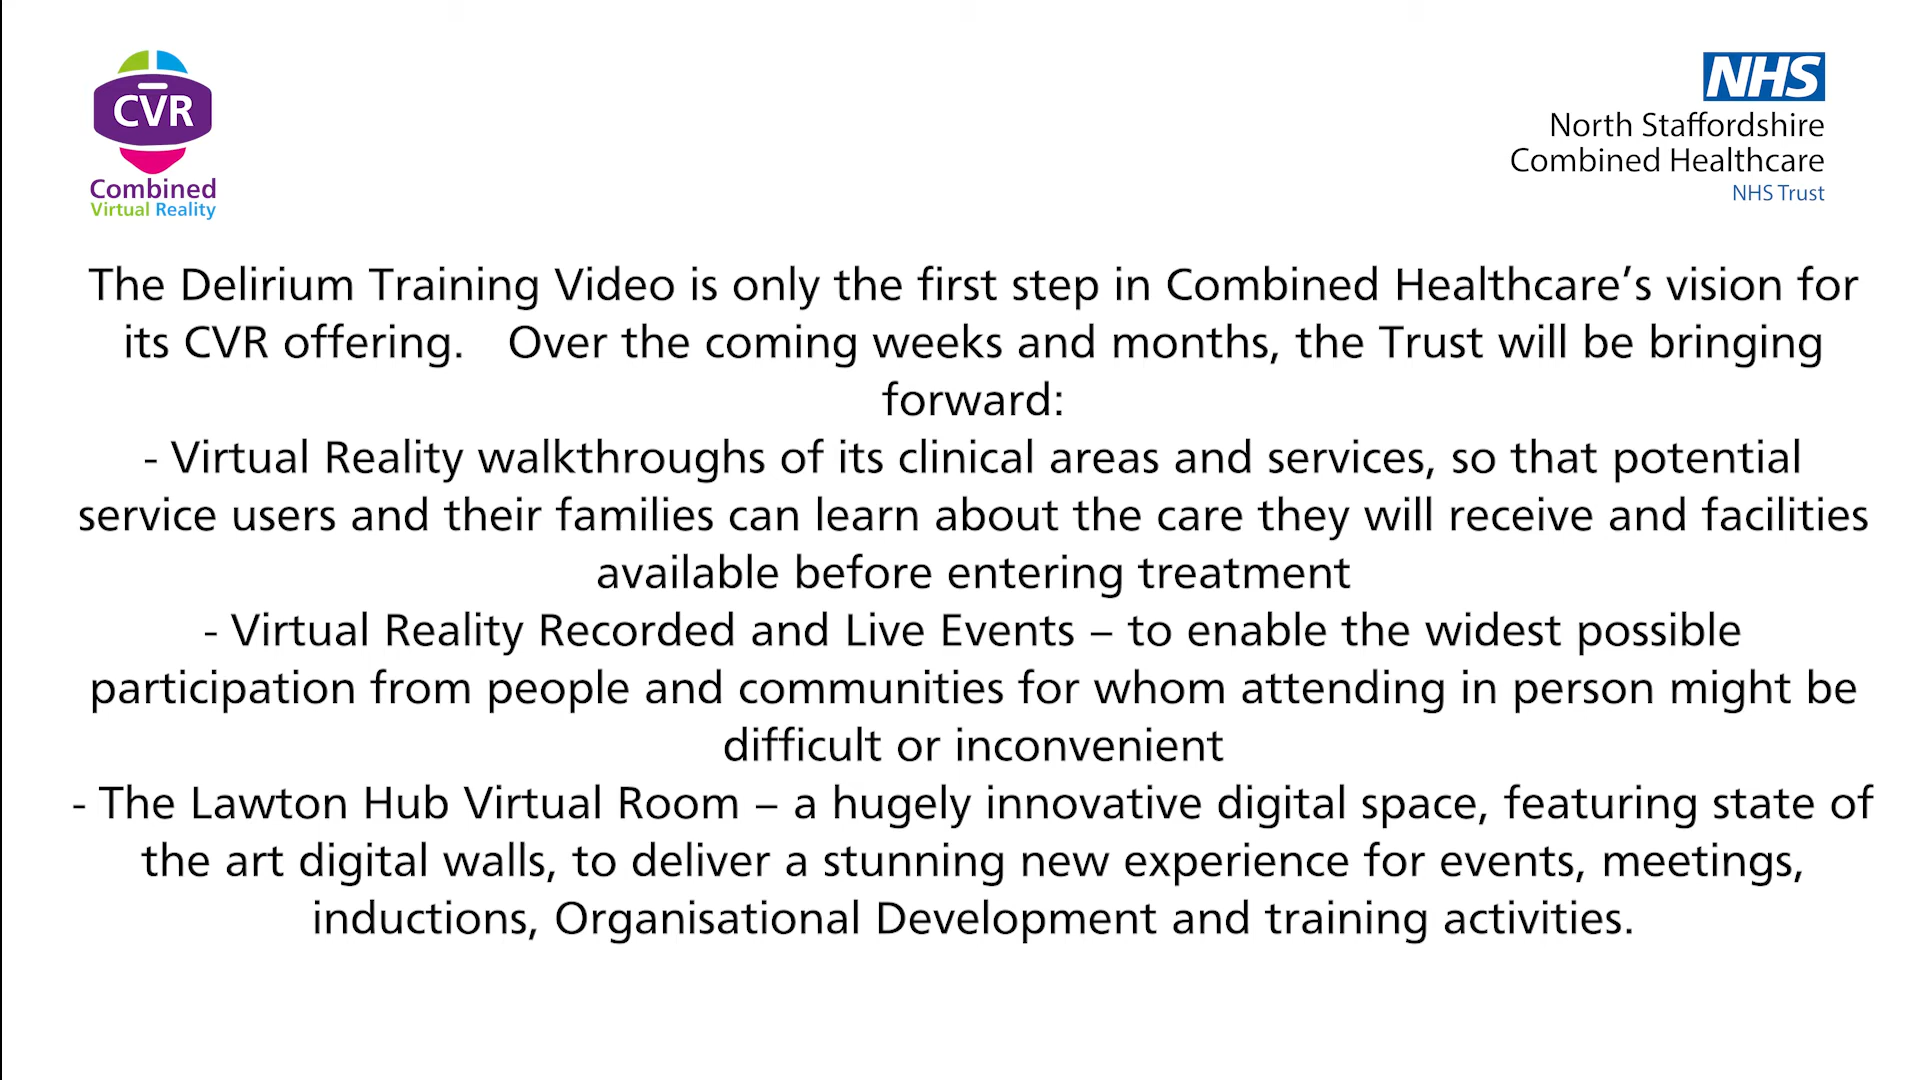 CVR
Combined
Virtual Reality
NHS
North Staffordshire
Combined Healthcare
NHS Trust
The Delirium Training Video is only the first step in Combined Healthcare’s vision for
its CVR offering. Over the coming weeks and months, the Trust will be bringing
forward:
- Virtual Reality walkthroughs of its clinical areas and services, so that potential
service users and their families can learn about the care they will receive and facilities
available before entering treatment
- Virtual Reality Recorded and Live Events – to enable the widest possible
participation from people and communities for whom attending in person might be
difficult or inconvenient
- The Lawton Hub Virtual Room – a hugely innovative digital space, featuring state of
the art digital walls, to deliver a stunning new experience for events, meetings,
inductions, Organisational Development and training activities.